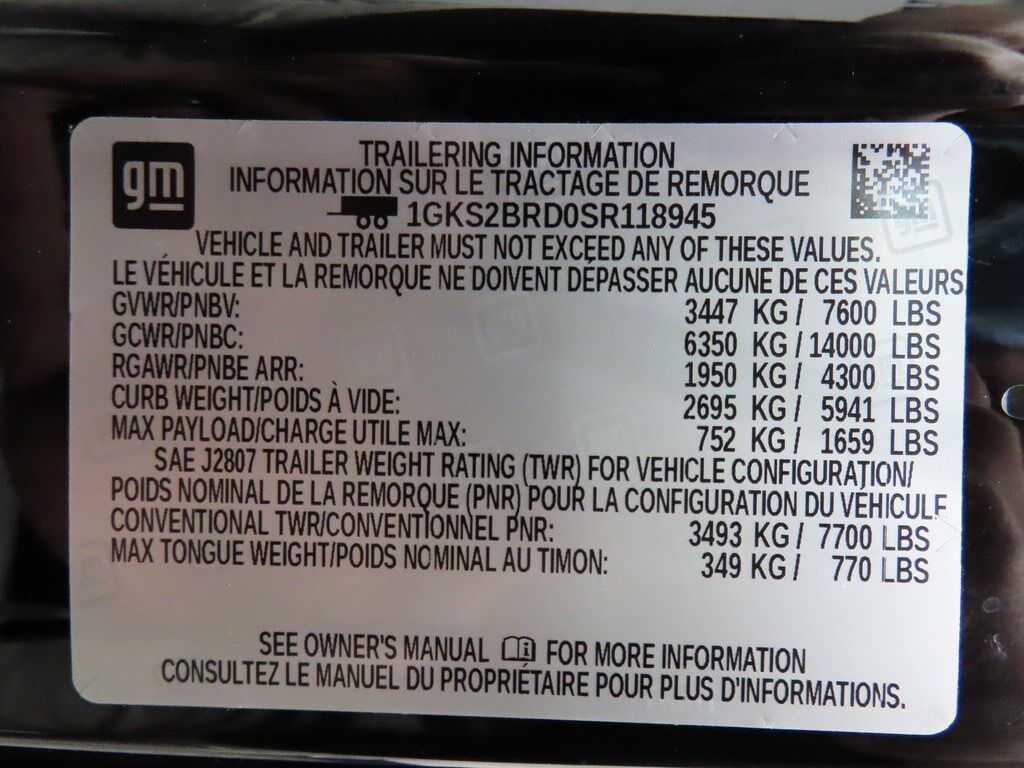 gm
TRAILERING INFORMATION
INFORMATION SUR LE TRACTAGE DE REMORQUE
1GKS2BRD0SR118945
VEHICLE AND TRAILER MUST NOT EXCEED ANY OF THESE VALUES.
LE VÉHICULE ET LA REMORQUE NE DOIVENT DÉPASSER AUCUNE DE CES VALEURS
GVWR/PNBV: 3447 KG / 7600 LBS
GCWR/PNBC: 6350 KG / 14000 LBS
RGAWR/PNBE ARR: 1950 KG / 4300 LBS
CURB WEIGHT/POIDS À VIDE: 2695 KG / 5941 LBS
MAX PAYLOAD/CHARGE UTILE MAX: 752 KG / 1659 LBS
SAE J2807 TRAILER WEIGHT RATING (TWR) FOR VEHICLE CONFIGURATION/
POIDS NOMINAL DE LA REMORQUE (PNR) POUR LA CONFIGURATION DU VÉHICULE
CONVENTIONAL TWR/CONVENTIONNEL PNR: 3493 KG / 7700 LBS
MAX TONGUE WEIGHT/POIDS NOMINAL AU TIMON: 349 KG / 770 LBS
SEE OWNER'S MANUAL FOR MORE INFORMATION
CONSULTEZ LE MANUEL DU PROPRIÉTAIRE POUR PLUS D'INFORMATIONS.